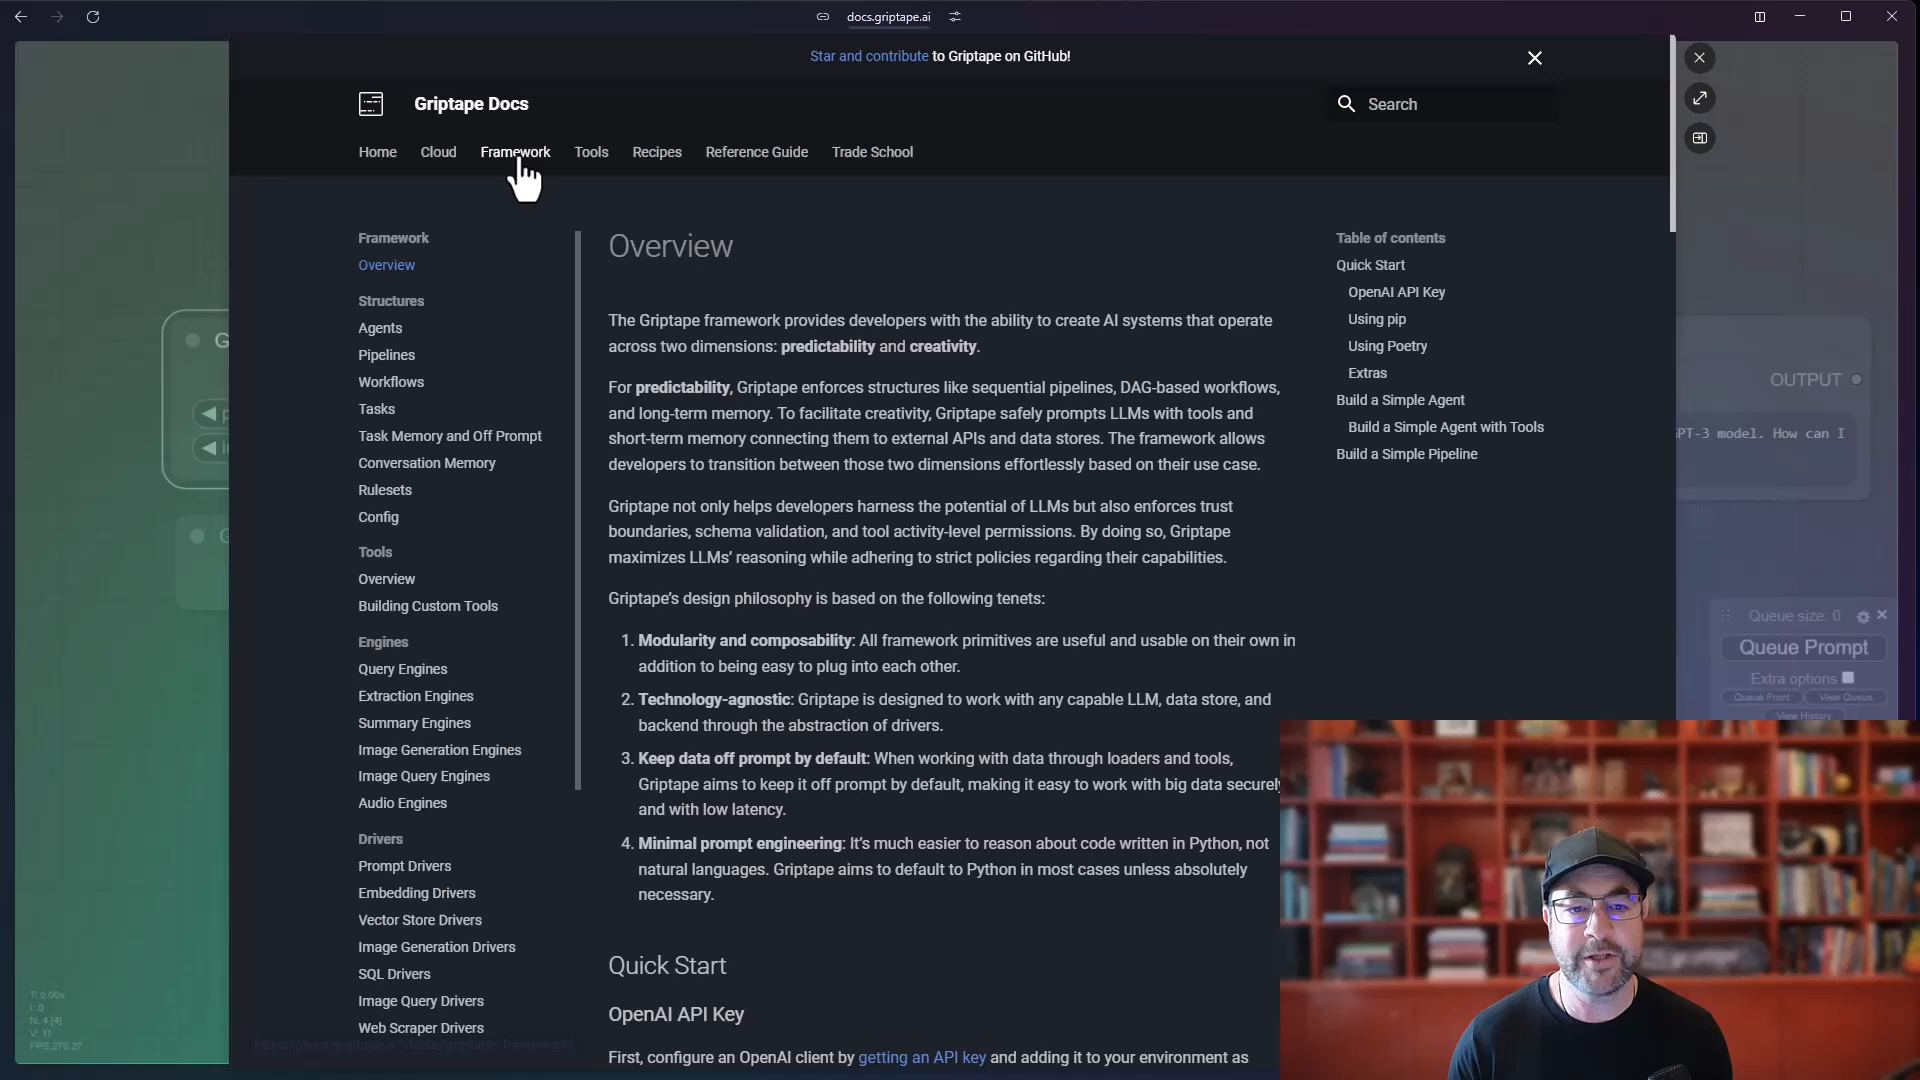 docs.griptape.ai
Star and contribute to Griptape on GitHub!
Griptape Docs
Search
Home Cloud Framework Tools Recipes Reference Guide Trade School
Framework
Overview
Structures
Agents
Pipelines
Workflows
Tasks
Task Memory and Off Prompt
Conversation Memory
Rulesets
Config
Tools
Overview
Building Custom Tools
Engines
Query Engines
Extraction Engines
Summary Engines
Image Generation Engines
Image Query Engines
Audio Engines
Drivers
Prompt Drivers
Embedding Drivers
Vector Store Drivers
Image Generation Drivers
SQL Drivers
Image Query Drivers
Web Scraper Drivers
Overview
The Griptape framework provides developers with the ability to create AI systems that operate
across two dimensions: predictability and creativity.
For predictability, Griptape enforces structures like sequential pipelines, DAG-based workflows,
and long-term memory. To facilitate creativity, Griptape safely prompts LLMs with tools and
short-term memory connecting them to external APIs and data stores. The framework allows
developers to transition between those two dimensions effortlessly based on their use case.
Griptape not only helps developers harness the potential of LLMs but also enforces trust
boundaries, schema validation, and tool activity-level permissions. By doing so, Griptape
maximizes LLMs’ reasoning while adhering to strict policies regarding their capabilities.
Griptape’s design philosophy is based on the following tenets:
1. Modularity and composability: All framework primitives are useful and usable on their own in
addition to being easy to plug into each other.
2. Technology-agnostic: Griptape is designed to work with any capable LLM, data store, and
backend through the abstraction of drivers.
3. Keep data off prompt by default: When working with data through loaders and tools,
Griptape aims to keep it off prompt by default, making it easy to work with big data securely
and with low latency.
4. Minimal prompt engineering: It’s much easier to reason about code written in Python, not
natural languages. Griptape aims to default to Python in most cases unless absolutely
necessary.
Quick Start
OpenAI API Key
First, configure an OpenAI client by getting an API key and adding it to your environment as
Table of contents
Quick Start
OpenAI API Key
Using pip
Using Poetry
Extras
Build a Simple Agent
Build a Simple Agent with Tools
Build a Simple Pipeline
OUTPUT
PT-3 model. How can I
Queue size: 0
Queue Prompt
Extra options
Queue Front View Queue
View History
T: 0.00s
I: 0
N: 4 [4]
V: 11
FPS:270.27